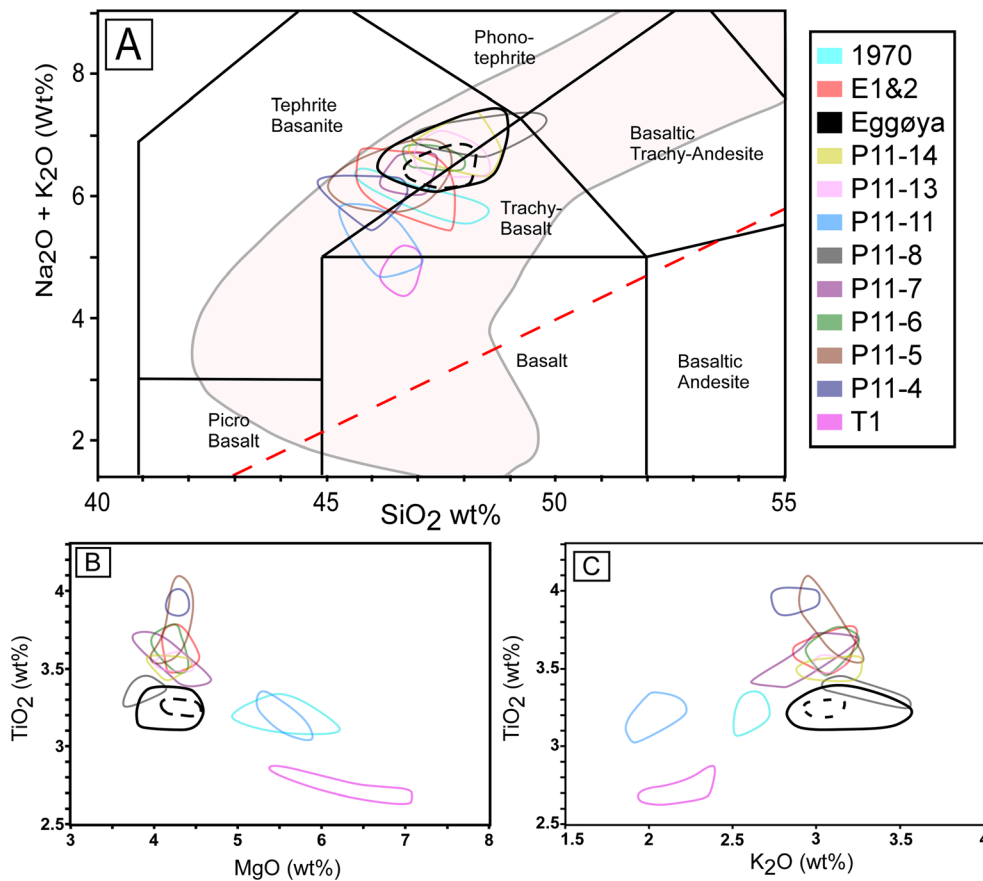 A
Phono-
tephrite
Tephrite
Basanite
Basaltic
Trachy-Andesite
Trachy-
Basalt
Basalt
Basaltic
Andesite
Picro
Basalt
Na2O + K2O (Wt%)
8
6
4
2
40
45
50
55
SiO2 wt%
1970
E1&2
Eggøya
P11-14
P11-13
P11-11
P11-8
P11-7
P11-6
P11-5
P11-4
T1
B
TiO2 (wt%)
4
3.5
3
2.5
3
4
5
6
7
8
MgO (wt%)
C
TiO2 (wt%)
4
3.5
3
2.5
1.5
2
2.5
3
3.5
4
K2O (wt%)